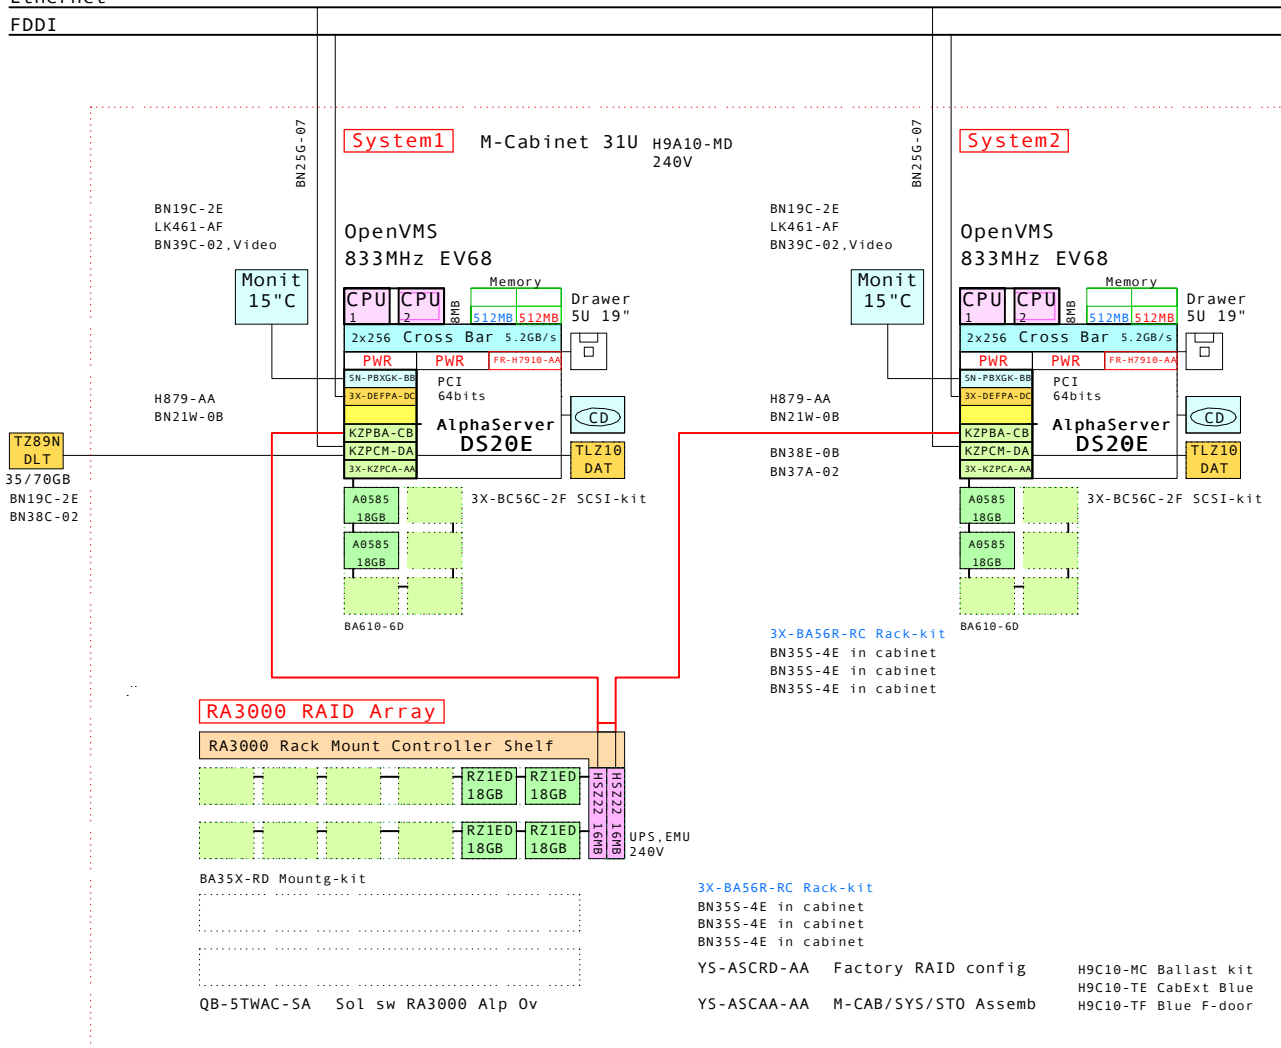 Ethernet
FDDI
BN25G-07
System1
M-Cabinet 31U H9A10-MD
240V
BN25G-07
System2
BN19C-2E
LK461-AF
BN39C-02,Video
OpenVMS
833MHz EV68
Monit
15"C
CPU
1
CPU
2
8MB
Memory
512MB
512MB
Drawer
5U 19"
2x256 Cross Bar 5.2GB/s
PWR
PWR
FR-H7910-AA
SN-PBXGK-BB
3X-DEFPA-DC
PCI
64bits
H879-AA
BN21W-0B
KZPBA-CB
KZPCM-DA
3X-KZPCA-AA
AlphaServer
DS20E
CD
TLZ10
DAT
TZ89N
DLT
35/70GB
BN19C-2E
BN38C-02
A0585
18GB
A0585
18GB
3X-BC56C-2F SCSI-kit
BA610-6D
BN19C-2E
LK461-AF
BN39C-02,Video
OpenVMS
833MHz EV68
Monit
15"C
CPU
1
CPU
2
8MB
Memory
512MB
512MB
Drawer
5U 19"
2x256 Cross Bar 5.2GB/s
PWR
PWR
FR-H7910-AA
SN-PBXGK-BB
3X-DEFPA-DC
PCI
64bits
H879-AA
BN21W-0B
BN38E-0B
BN37A-02
KZPBA-CB
KZPCM-DA
3X-KZPCA-AA
AlphaServer
DS20E
CD
TLZ10
DAT
A0585
18GB
A0585
18GB
3X-BC56C-2F SCSI-kit
BA610-6D
3X-BA56R-RC Rack-kit
BN35S-4E in cabinet
BN35S-4E in cabinet
BN35S-4E in cabinet
RA3000 RAID Array
RA3000 Rack Mount Controller Shelf
RZ1ED
18GB
RZ1ED
18GB
RZ1ED
18GB
RZ1ED
18GB
HSZ22 16MB
HSZ22 16MB
UPS,EMU
240V
BA35X-RD Mountg-kit
3X-BA56R-RC Rack-kit
BN35S-4E in cabinet
BN35S-4E in cabinet
BN35S-4E in cabinet
QB-5TWAC-SA Sol sw RA3000 Alp Ov
YS-ASCRD-AA Factory RAID config
YS-ASCAA-AA M-CAB/SYS/STO Assemb
H9C10-MC Ballast kit
H9C10-TE CabExt Blue
H9C10-TF Blue F-door